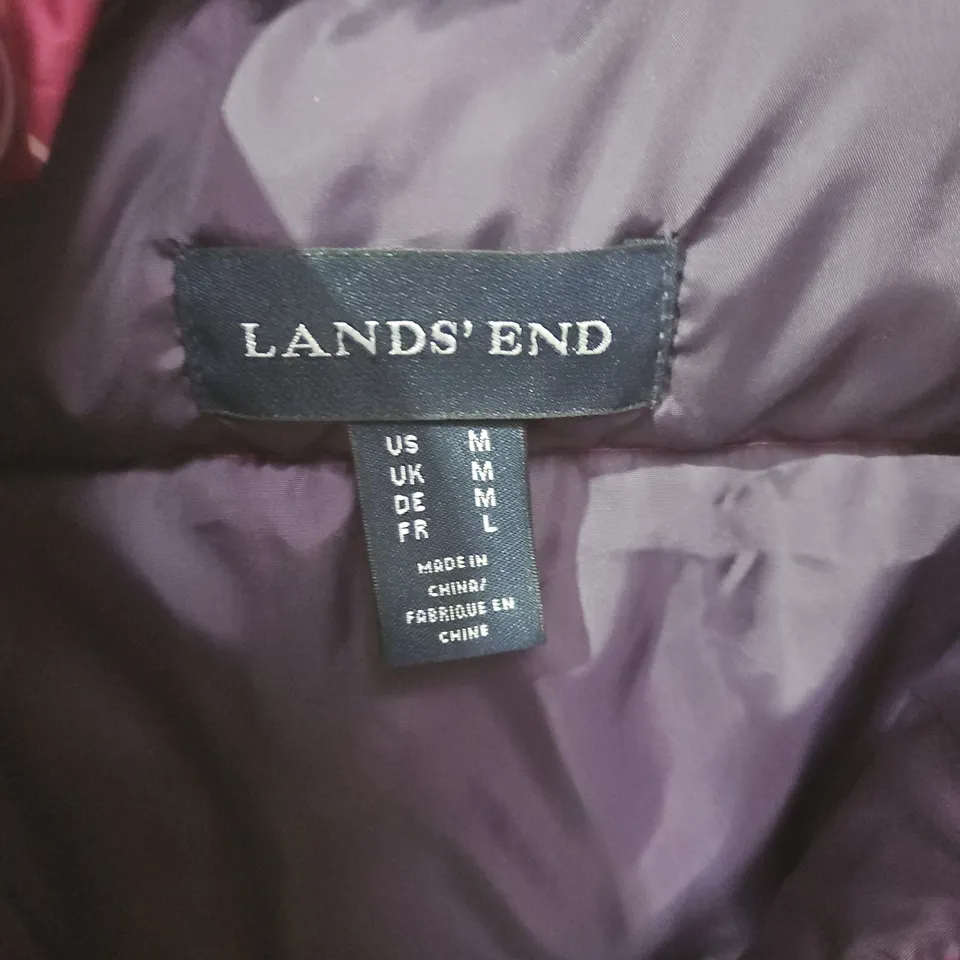 LANDS' END
US M
UK M
DE M
FR L
MADE IN
CHINA/
FABRIQUE EN
CHINE